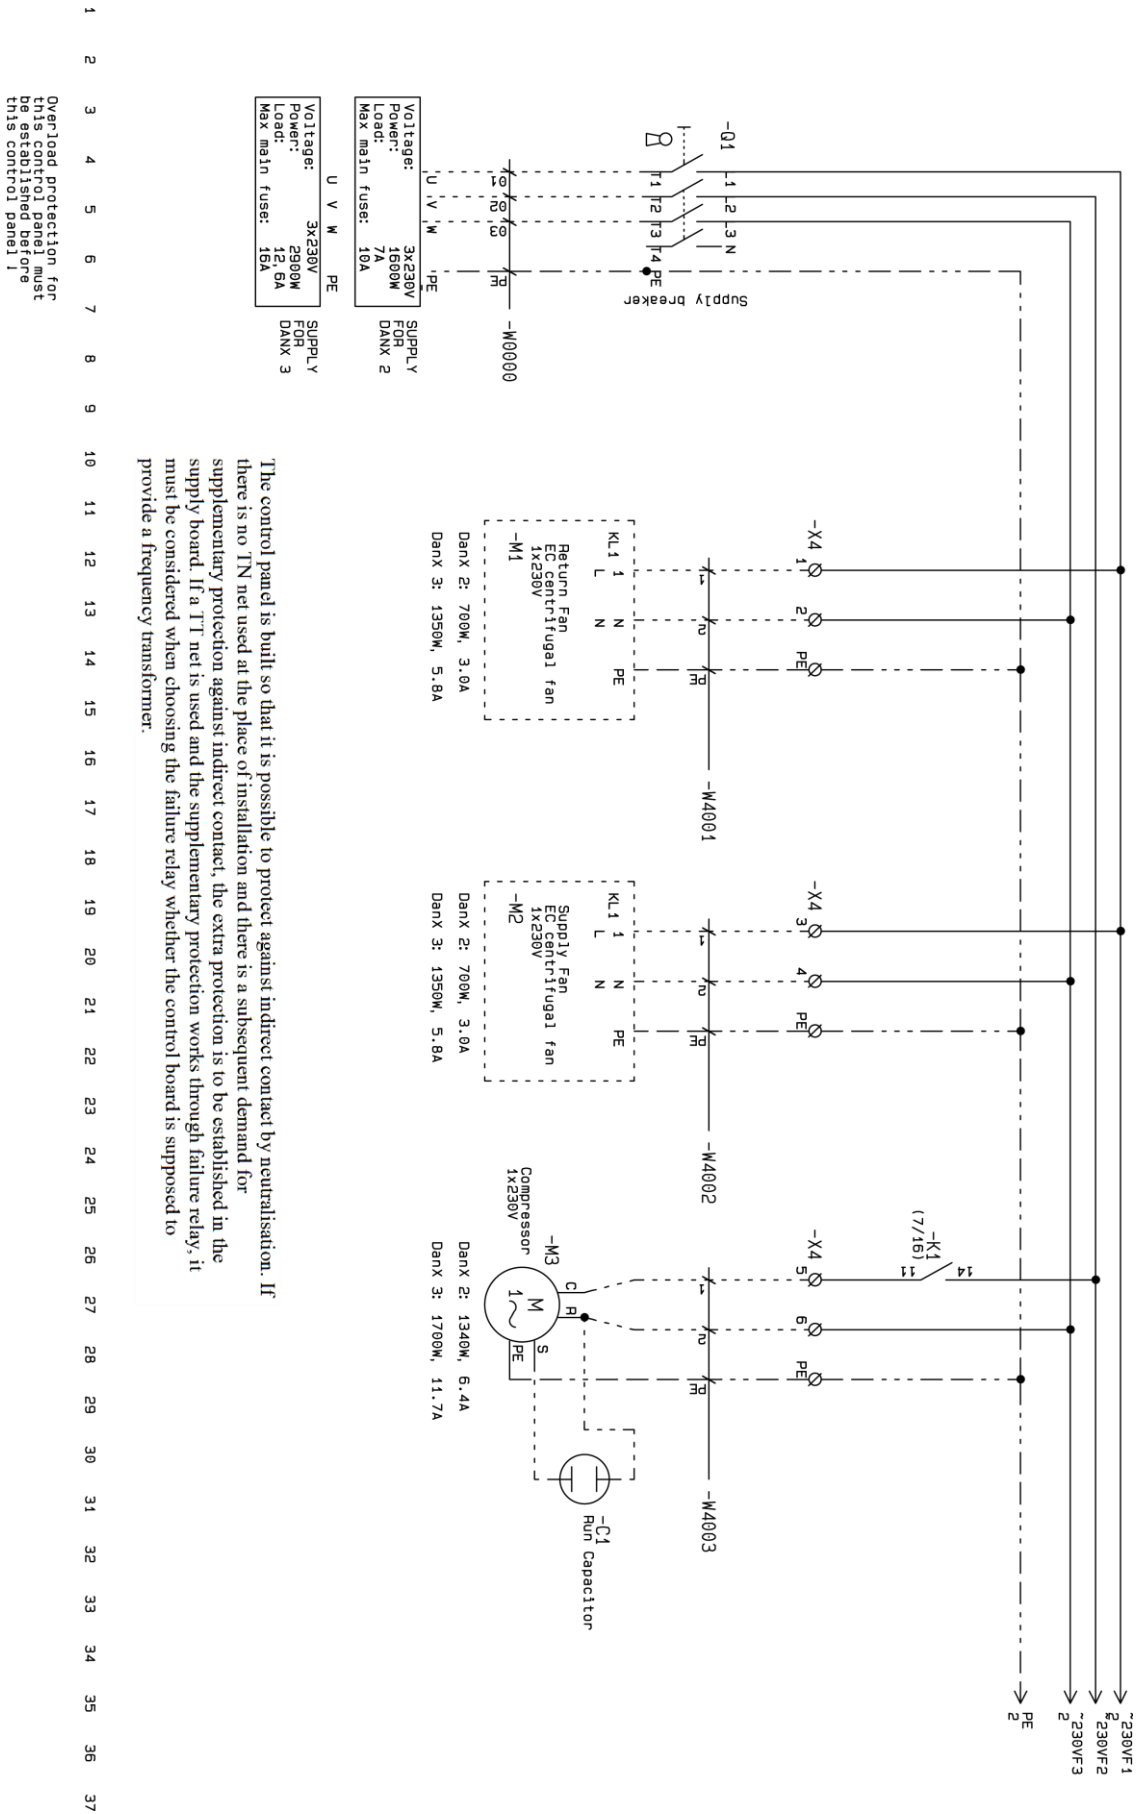 ~230VF1
2
~230VF2
2
~230VF3
2
PE
2
-Q1
L1
L2
L3
N
T1
T2
T3
T4
PE
Supply breaker
01
02
03
PE
-W0000
U V W PE
Voltage: 3x230V
Power: 1600W
Load: 7A
Max main fuse: 10A
SUPPLY
FOR
DANX 2
U V W PE
Voltage: 3x230V
Power: 2900W
Load: 12,6A
Max main fuse: 16A
SUPPLY
FOR
DANX 3
-X4 1 2 PE
1 2 PE
-W4001
KL1 1 N PE
L N
Return Fan
EC centrifugal fan
1x230V
-M1
DanX 2: 700W, 3.0A
DanX 3: 1350W, 5.8A
-X4 3 4 PE
1 2 PE
-W4002
KL1 1 N PE
L N
Supply Fan
EC centrifugal fan
1x230V
-M2
DanX 2: 700W, 3.0A
DanX 3: 1350W, 5.8A
-K1
(7/16)
14
11
-X4 5 6 PE
1 2 PE
-W4003
-M3
Compressor
1x230V
C
R
S
PE
M
1~
-C1
Run Capacitor
DanX 2: 1340W, 6.4A
DanX 3: 1700W, 11.7A
The control panel is built so that it is possible to protect against indirect contact by neutralisation. If
there is no TN net used at the place of installation and there is a subsequent demand for
supplementary protection against indirect contact, the extra protection is to be established in the
supply board. If a TT net is used and the supplementary protection works through failure relay, it
must be considered when choosing the failure relay whether the control board is supposed to
provide a frequency transformer.
1 2 3 4 5 6 7 8 9 10 11 12 13 14 15 16 17 18 19 20 21 22 23 24 25 26 27 28 29 30 31 32 33 34 35 36 37
Overload protection for
this control panel must
be established before
this control panel !